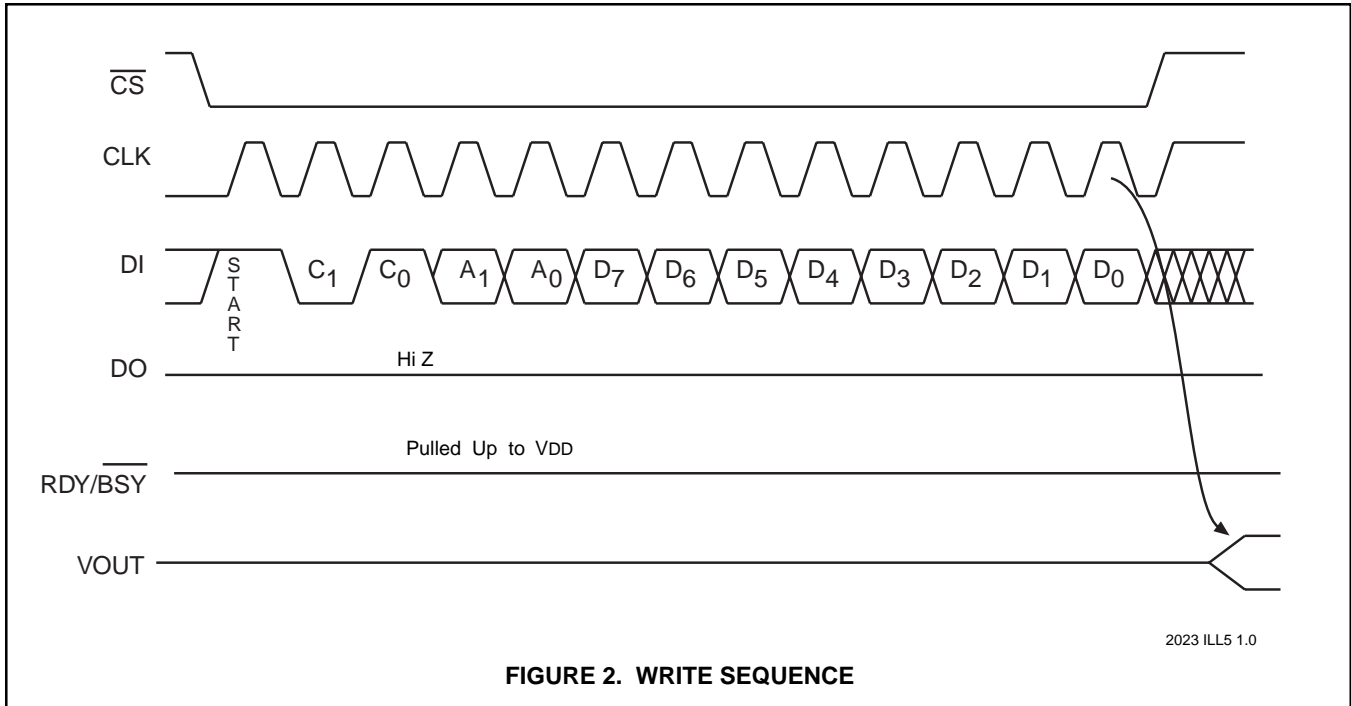 CS
CLK
DI START C1 C0 A1 A0 D7 D6 D5 D4 D3 D2 D1 D0
DO Hi Z
Pulled Up to VDD
RDY/BSY
VOUT
2023 ILL5 1.0
FIGURE 2. WRITE SEQUENCE